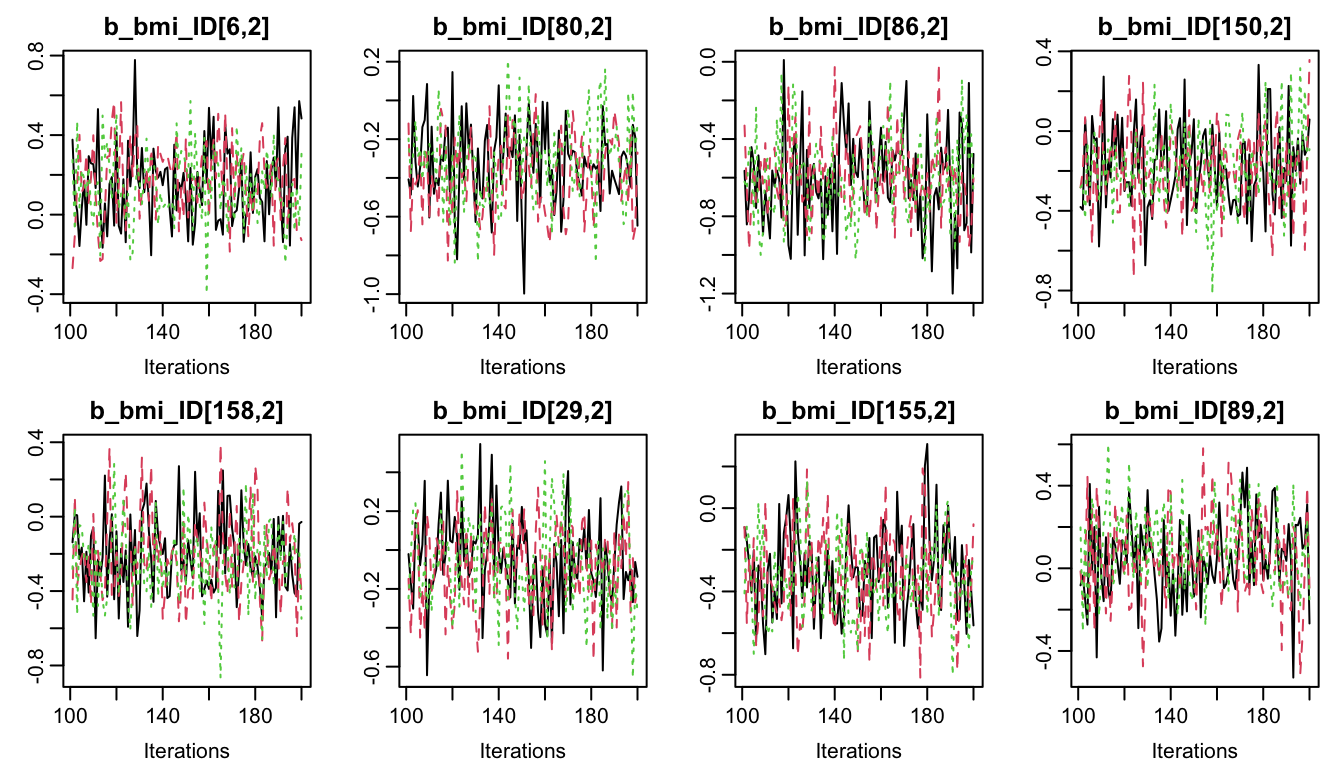 b_bmi_ID[6,2]
0.8
0.4
0.0
-0.4
100 140 180
Iterations
b_bmi_ID[80,2]
0.2
-0.2
-0.6
-1.0
100 140 180
Iterations
b_bmi_ID[86,2]
0.0
-0.4
-0.8
-1.2
100 140 180
Iterations
b_bmi_ID[150,2]
0.4
0.0
-0.4
-0.8
100 140 180
Iterations
b_bmi_ID[158,2]
0.4
0.0
-0.4
-0.8
100 140 180
Iterations
b_bmi_ID[29,2]
0.2
-0.2
-0.6
100 140 180
Iterations
b_bmi_ID[155,2]
0.0
-0.4
-0.8
100 140 180
Iterations
b_bmi_ID[89,2]
0.4
0.0
-0.4
100 140 180
Iterations